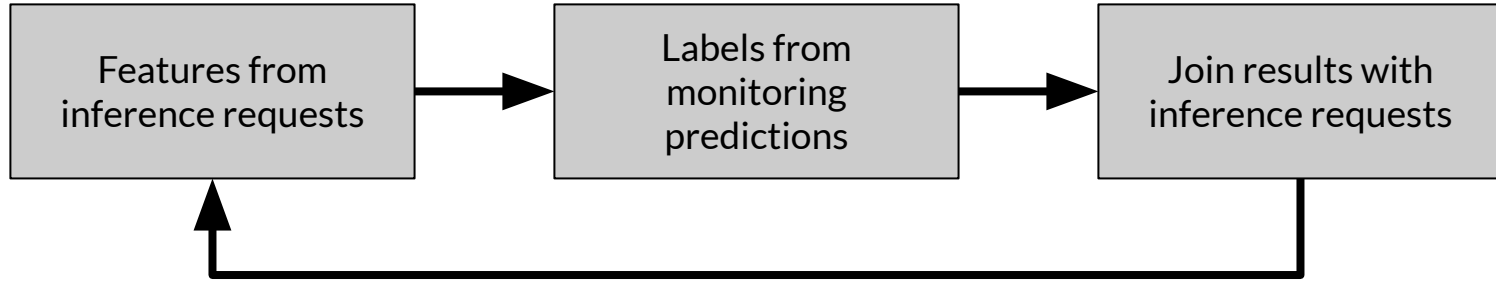 Features from
inference requests
Labels from
monitoring
predictions
Join results with
inference requests